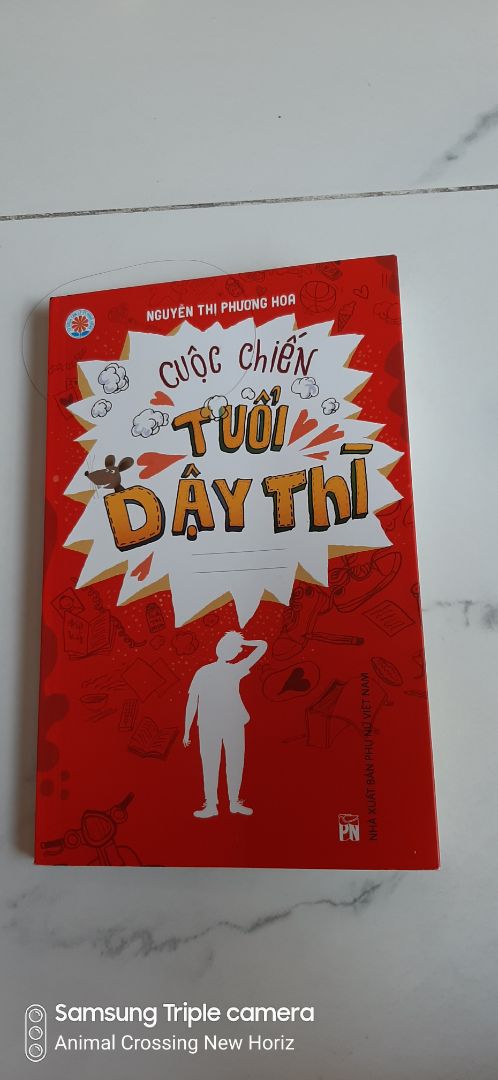 NGUYỄN THỊ PHƯƠNG HOA
CUỘC CHIẾN
TUỔI
DẬY THÌ
NHÀ XUẤT BẢN PHỤ NỮ VIỆT NAM
PN
Samsung Triple camera
Animal Crossing New Horiz